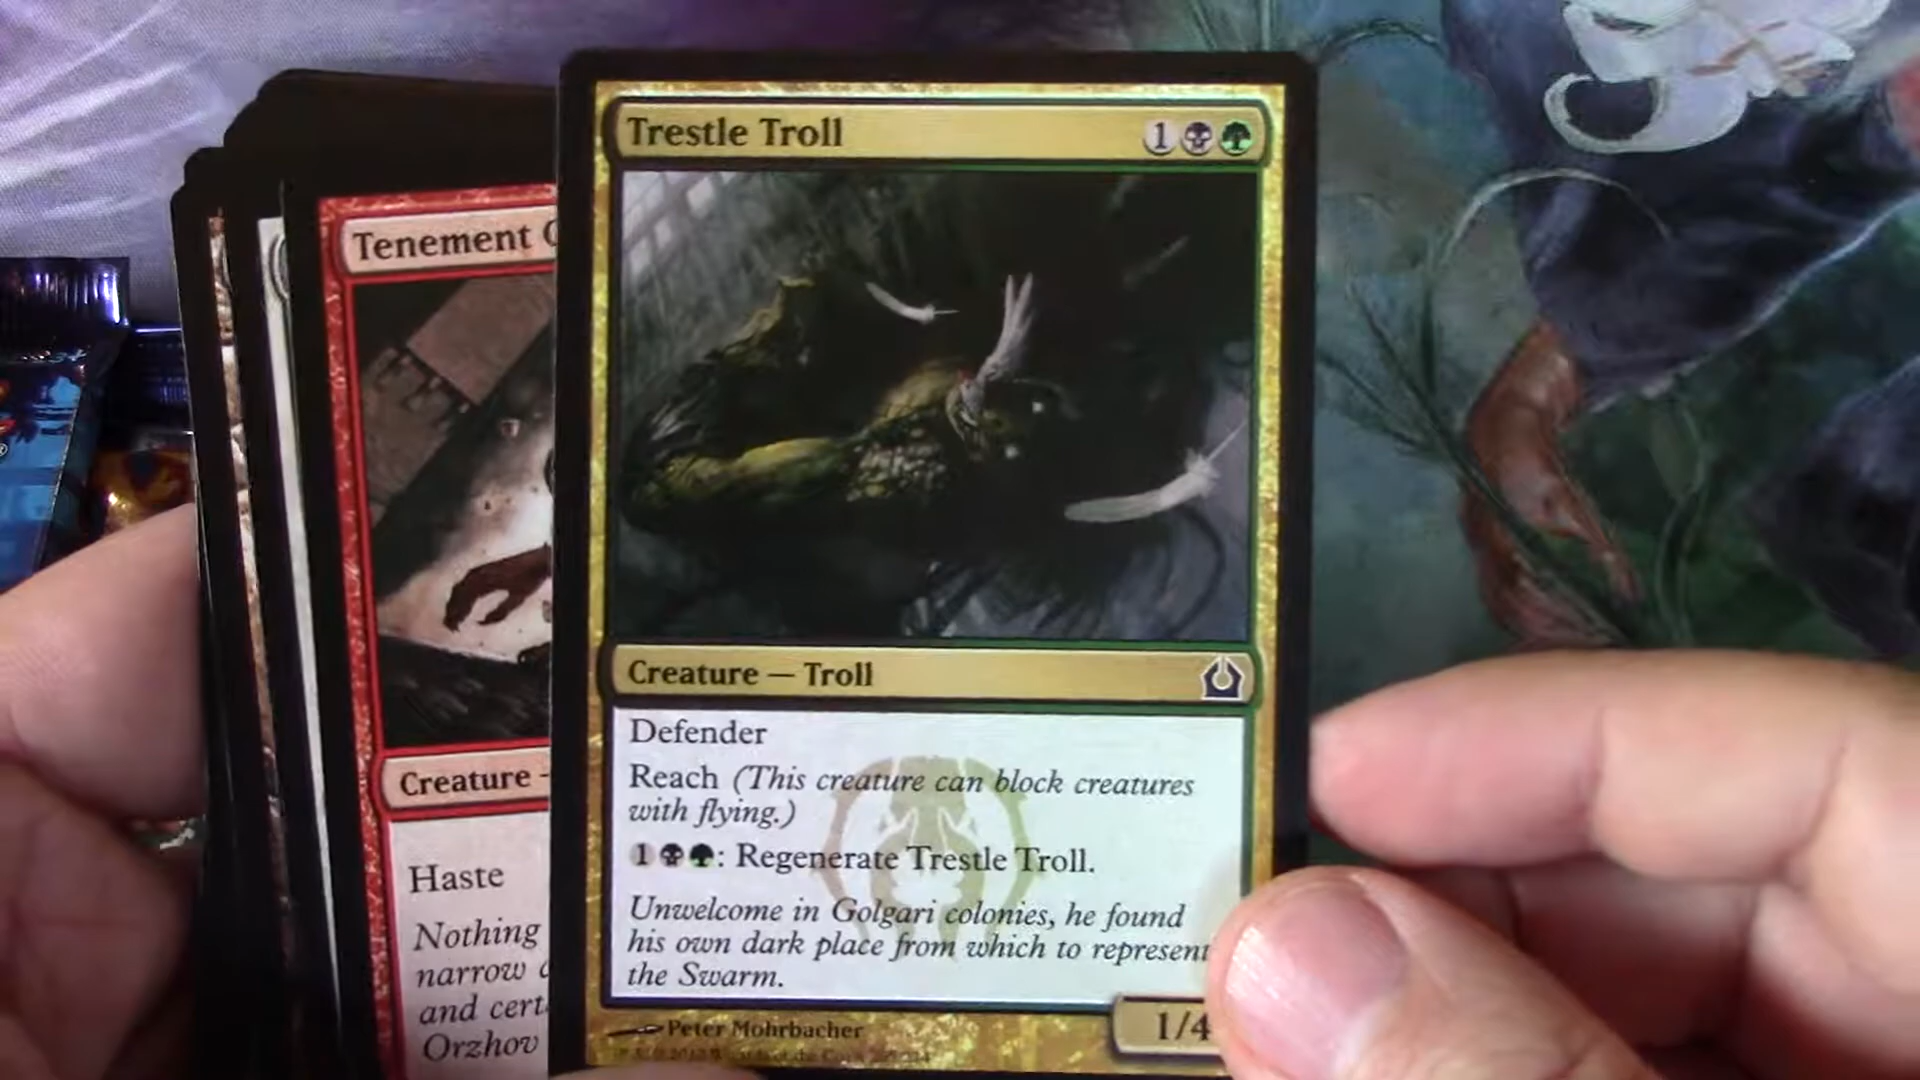 Trestle Troll 1
Creature — Troll
Defender
Reach (This creature can block creatures
with flying.)
1 : Regenerate Trestle Troll.
Unwelcome in Golgari colonies, he found
his own dark place from which to represent
the Swarm.
Peter Mohrbacher
1/4
Tenement
Creature -
Haste
Nothing
narrow
and
Orzhov